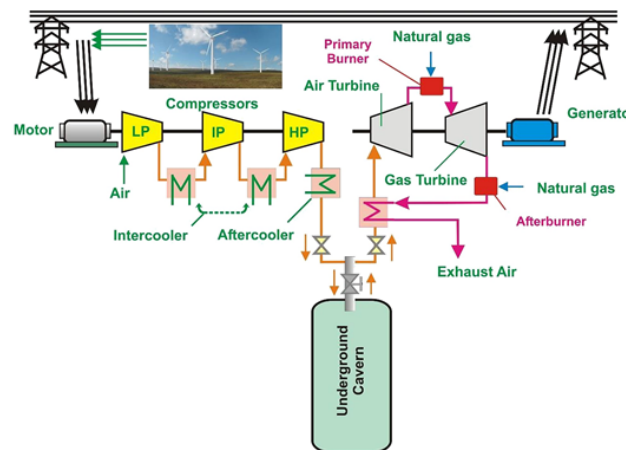 Natural gas
Primary
Burner
Air Turbine
Compressors
Motor
LP
IP
HP
Generato
Air
Gas Turbine
Natural gas
Intercooler
Aftercooler
Afterburner
Exhaust Air
Underground
Cavern